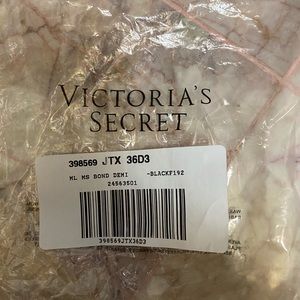 VICTORIA'S
SECRET
398569 JTX 36D3
ML MS BOND DEMI -BLACKF192
24563501
398569JTX36D3